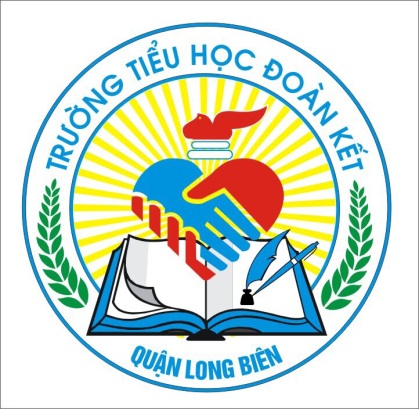 TRƯỜNG TIỂU HỌC ĐOÀN KẾT
QUẬN LONG BIÊN